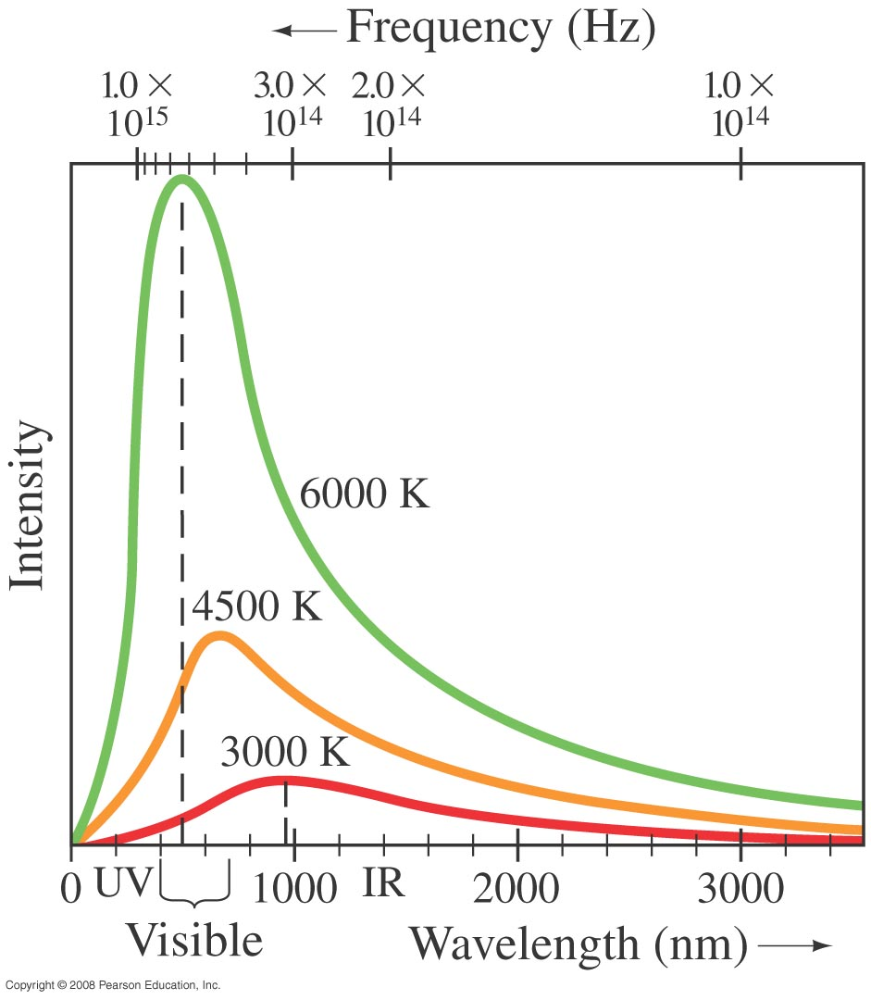 ← Frequency (Hz)
1.0 × 3.0 × 2.0 × 1.0 ×
10¹⁵ 10¹⁴ 10¹⁴ 10¹⁴
Intensity
6000 K
4500 K
3000 K
0 UV 1000 IR 2000 3000
Visible Wavelength (nm) →
Copyright © 2008 Pearson Education, Inc.